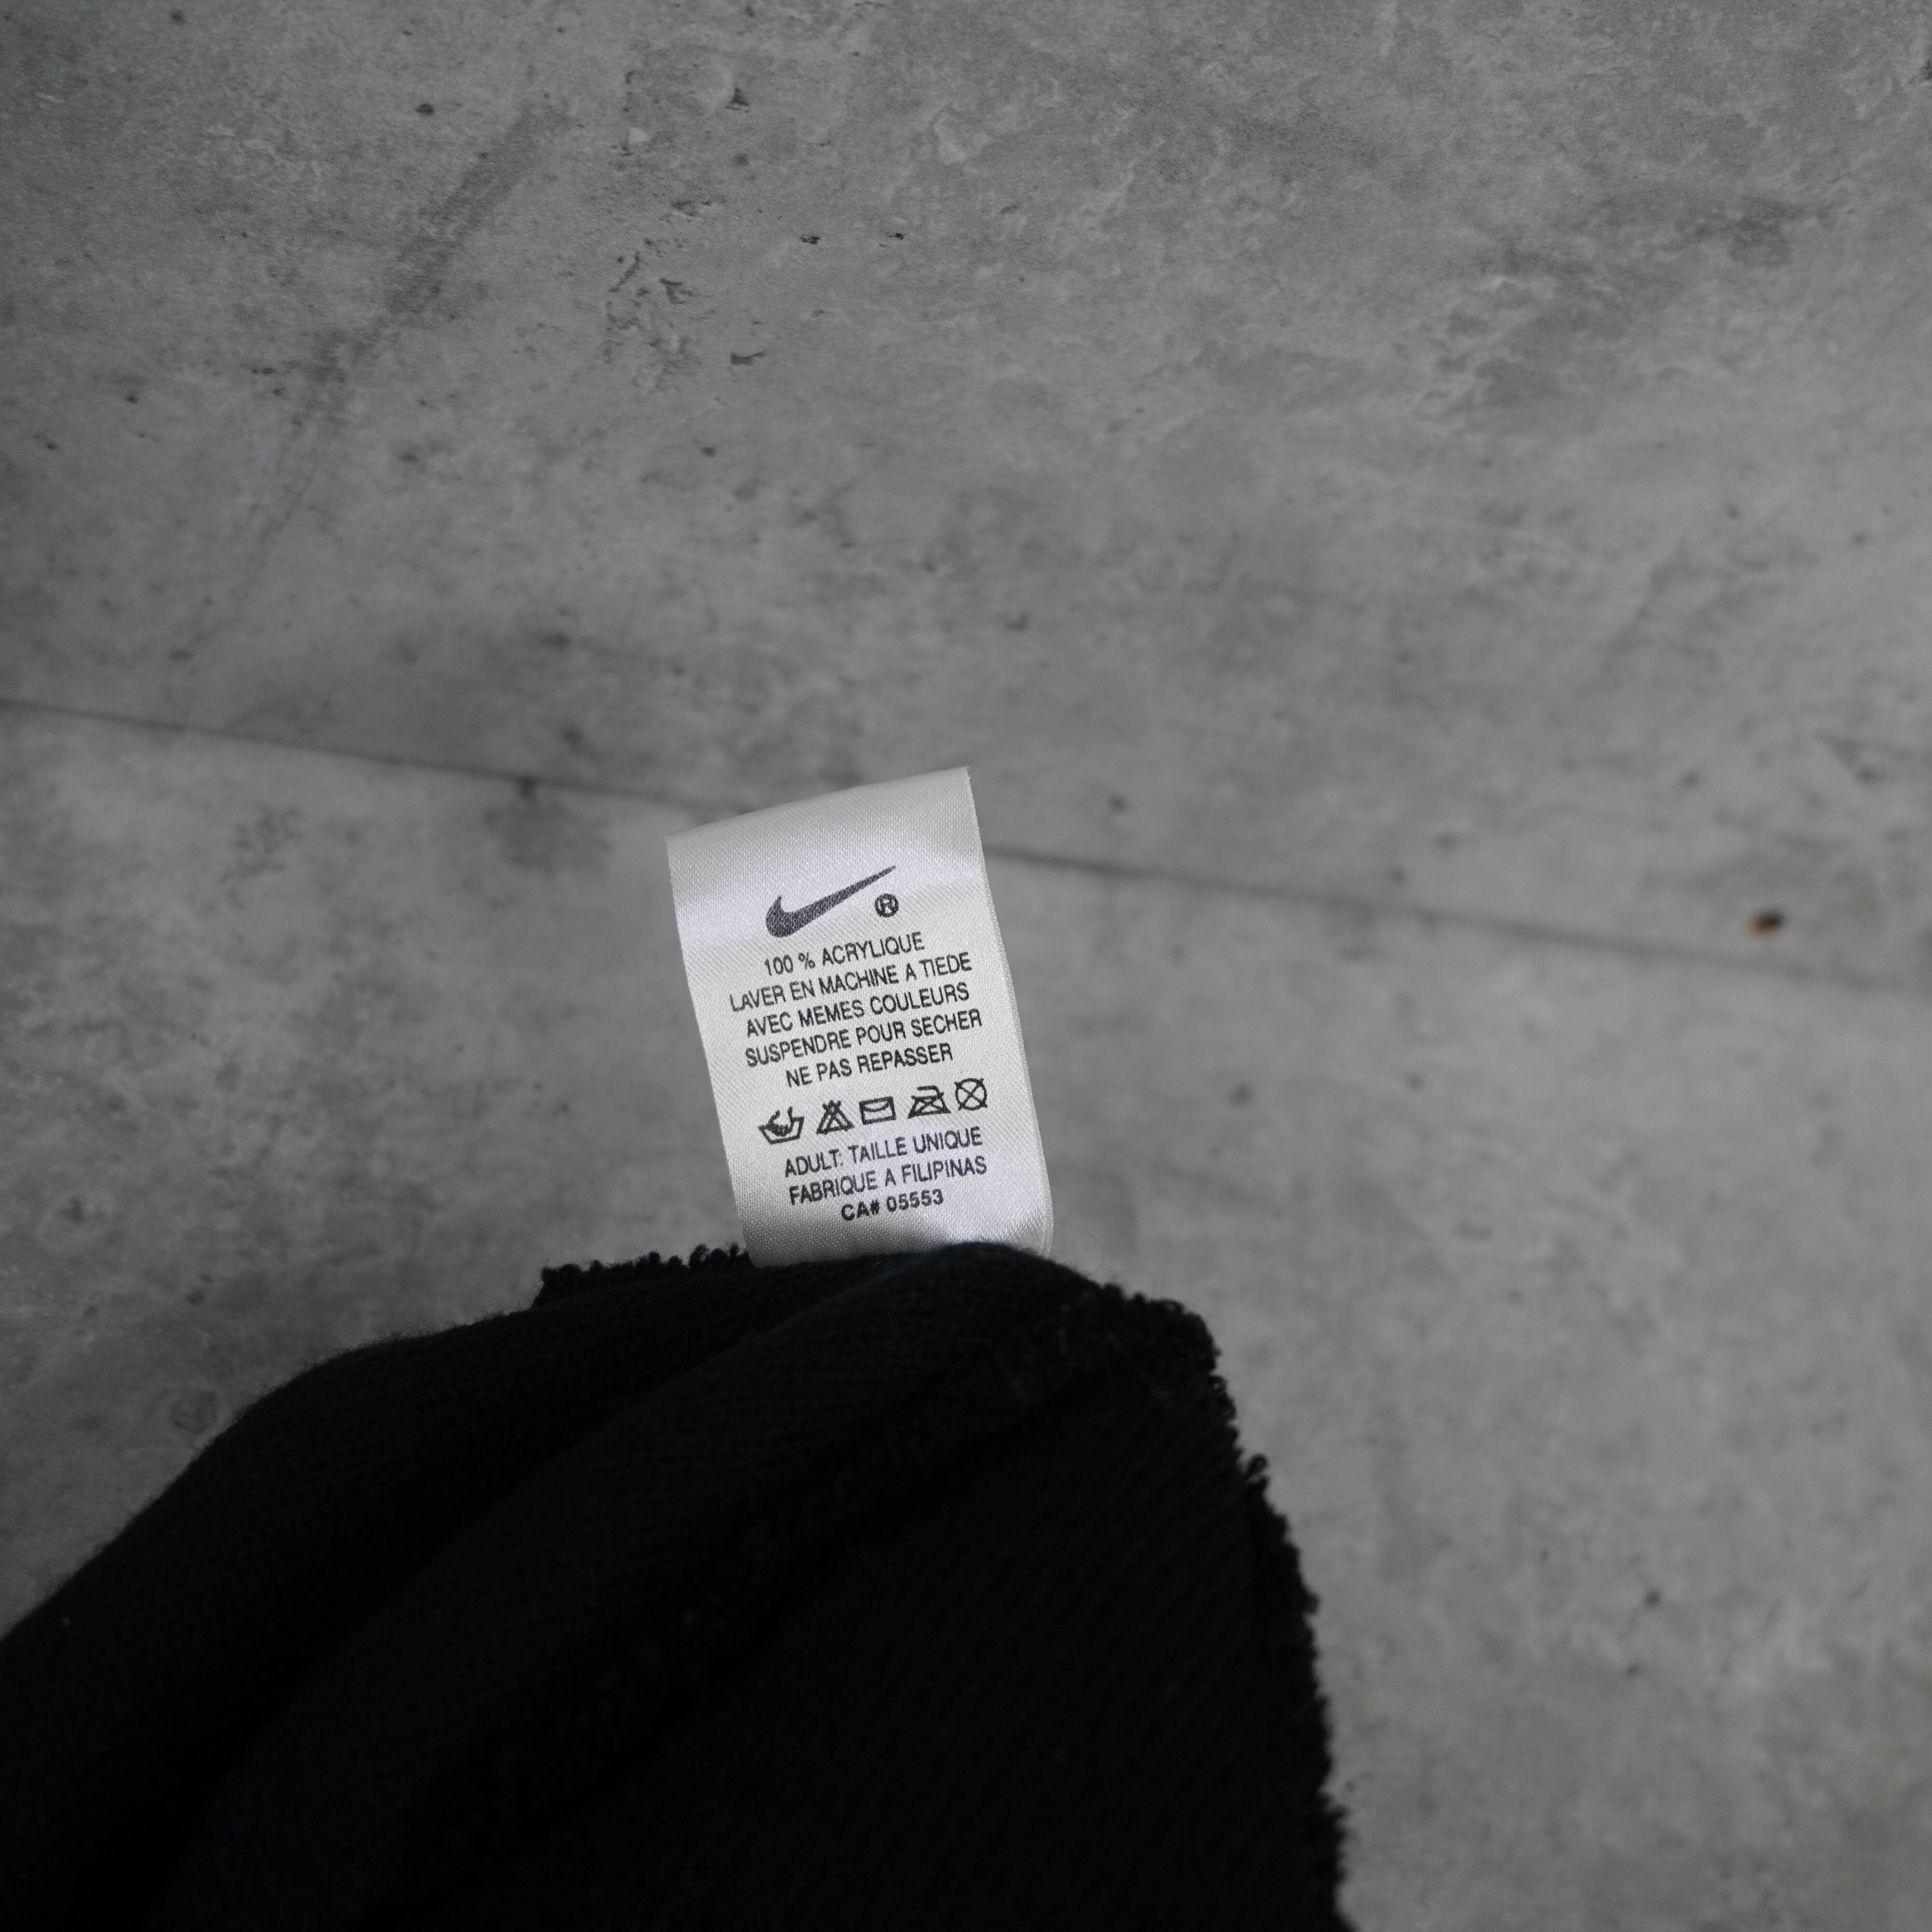 ®
100 % ACRYLIQUE
LAVER EN MACHINE A TIEDE
AVEC MEMES COULEURS
SUSPENDRE POUR SECHER
NE PAS REPASSER
ADULT: TAILLE UNIQUE
FABRIQUE A FILIPINAS
CA# 05553